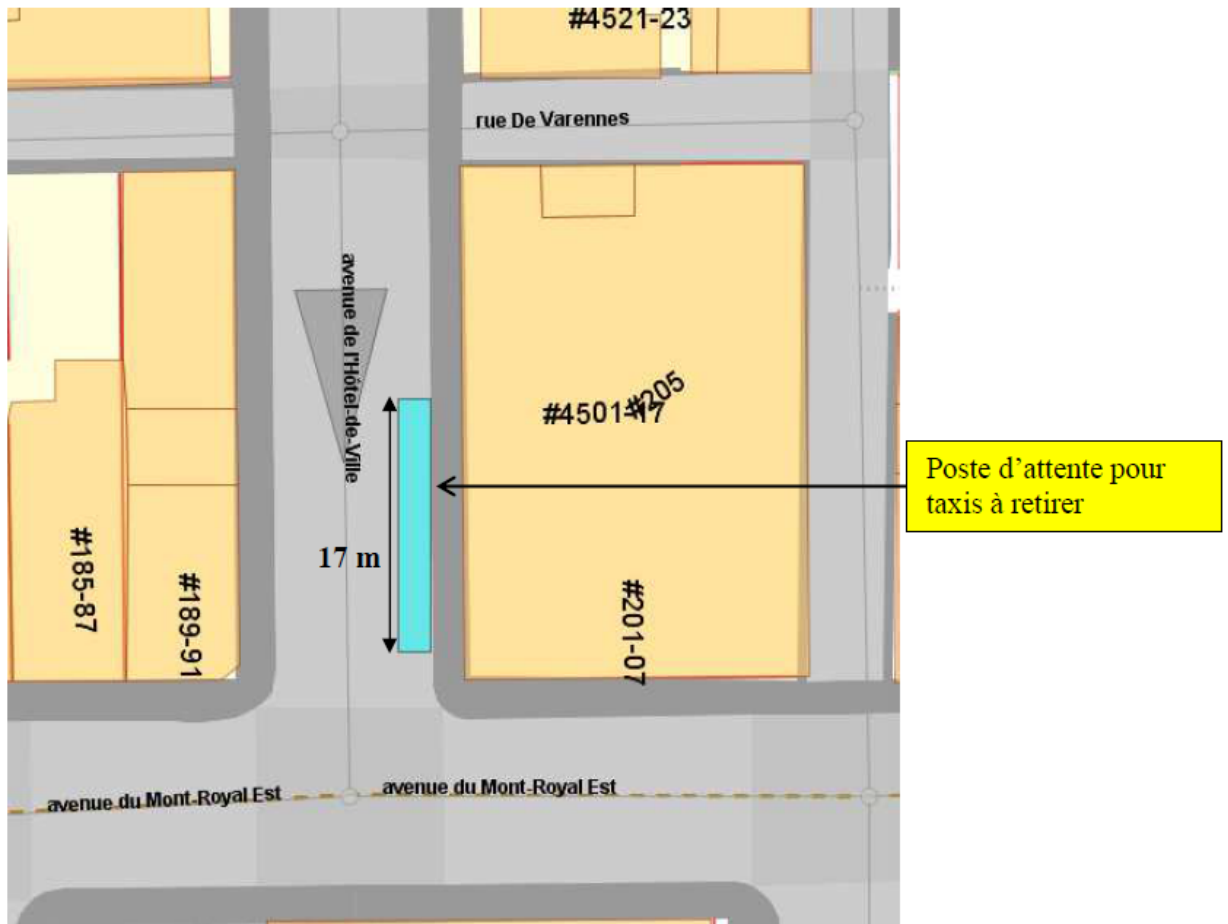 #4521-23
rue De Varennes
avenue de l'Hôtel-de-Ville
#205
#4501-17
Poste d'attente pour
taxis à retirer
17 m
#185-87
#189-91
#201-07
avenue du Mont-Royal Est
avenue du Mont-Royal Est